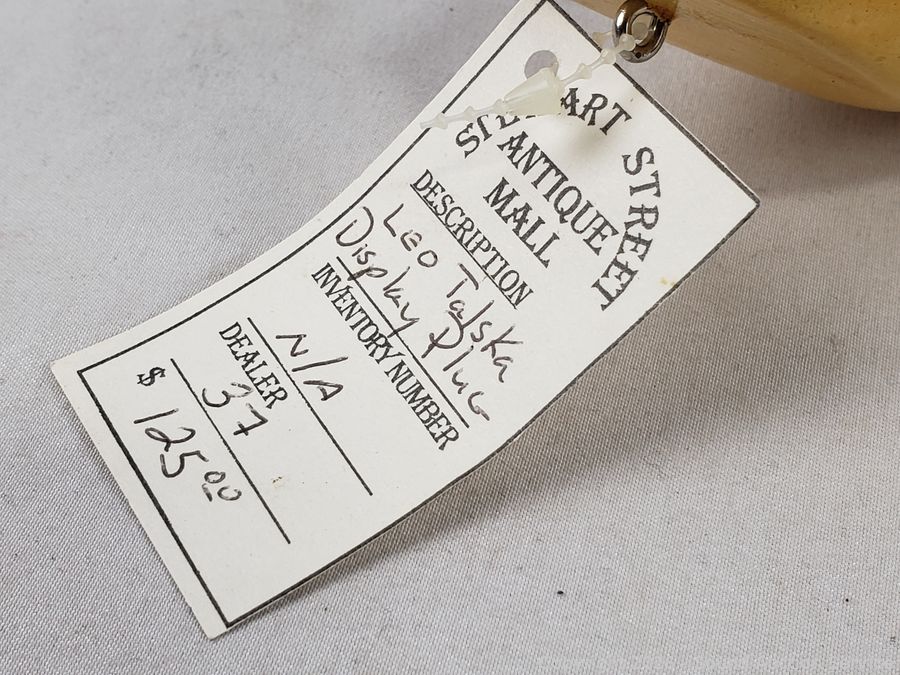 ART STREET
ANTIQUE
MALL
DESCRIPTION
Leo Talska
Display Plug
INVENTORY NUMBER
N/A
DEALER
37
$ 125.00